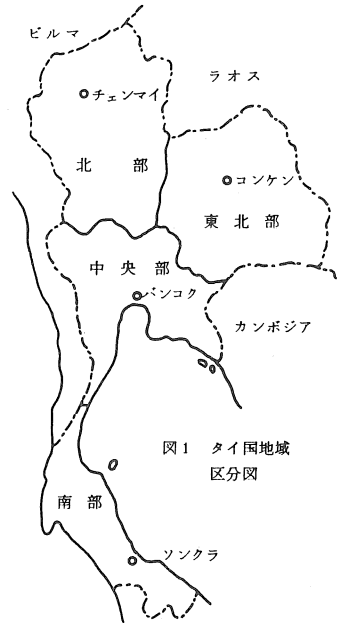 ビルマ
ラオス
チェンマイ
北部
コンケン
東北部
中央部
バンコク
カンボジア
図1 タイ国地域
区分図
南部
ソンクラ